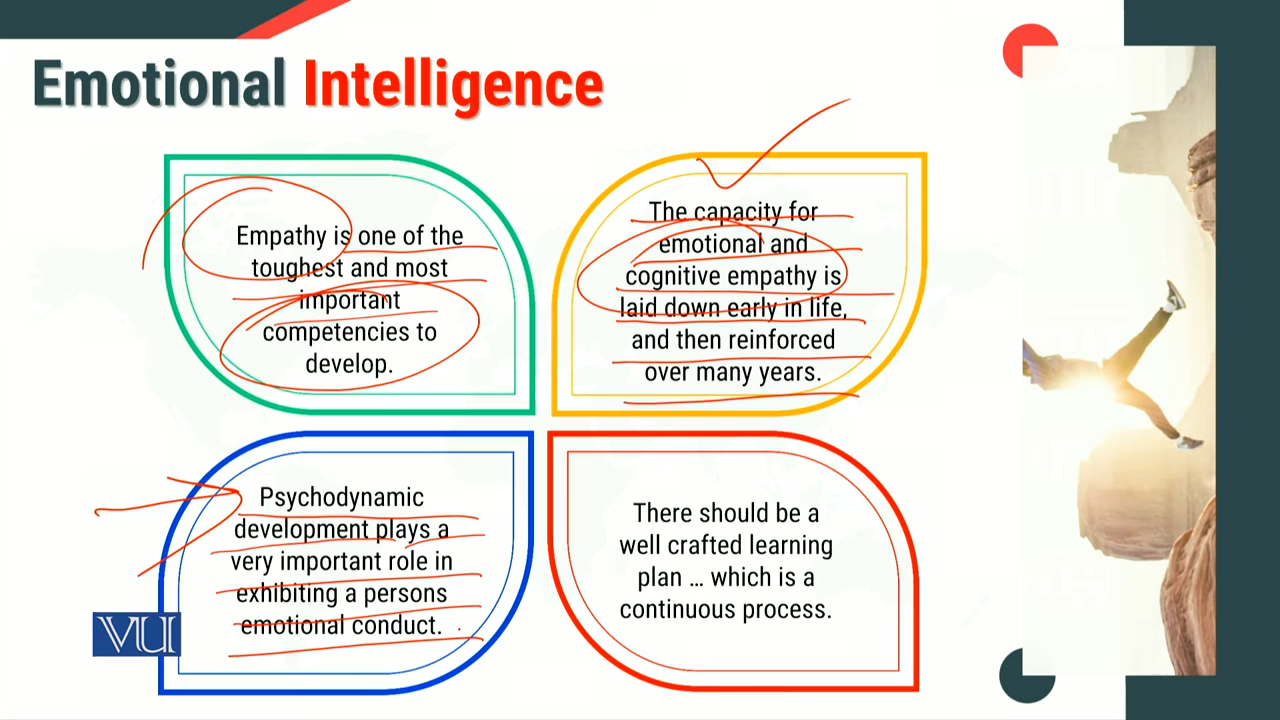 Emotional Intelligence
Empathy is one of the
toughest and most
important
competencies to
develop.
The capacity for
emotional and
cognitive empathy is
laid down early in life,
and then reinforced
over many years.
Psychodynamic
development plays a
very important role in
exhibiting a persons
emotional conduct.
There should be a
well crafted learning
plan ... which is a
continuous process.
VU